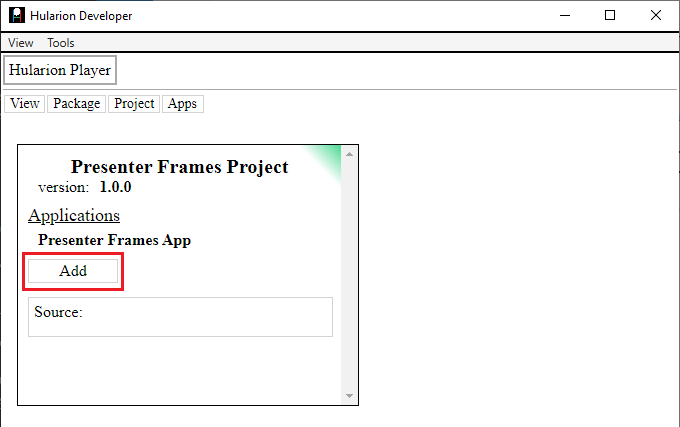 Hularion Developer
View Tools
Hularion Player
View Package Project Apps
Presenter Frames Project
version: 1.0.0
Applications
Presenter Frames App
Add
Source: